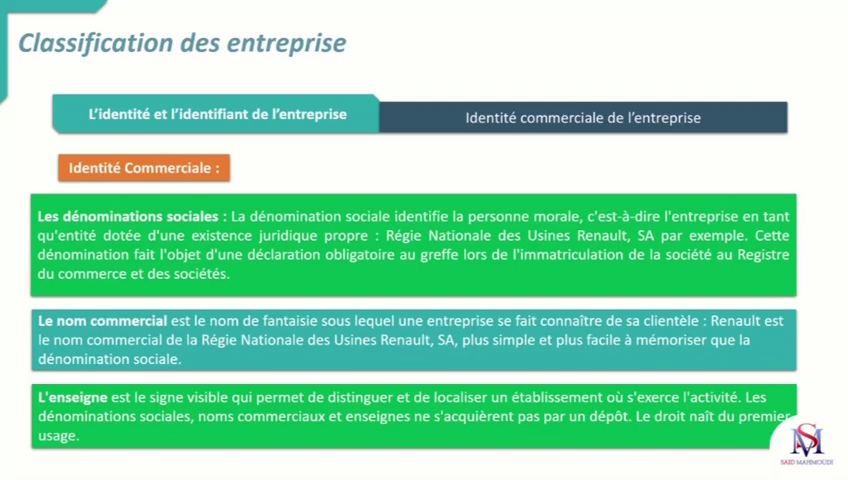 Classification des entreprise
L'identité et l'identifiant de l'entreprise
Identité commerciale de l'entreprise
Identité Commerciale :
Les dénominations sociales : La dénomination sociale identifie la personne morale, c'est-à-dire l'entreprise en tant
qu'entité dotée d'une existence juridique propre : Régie Nationale des Usines Renault, SA par exemple. Cette
dénomination fait l'objet d'une déclaration obligatoire au greffe lors de l'immatriculation de la société au Registre
du commerce et des sociétés.
Le nom commercial est le nom de fantaisie sous lequel une entreprise se fait connaître de sa clientèle : Renault est
le nom commercial de la Régie Nationale des Usines Renault, SA, plus simple et plus facile à mémoriser que la
dénomination sociale.
L'enseigne est le signe visible qui permet de distinguer et de localiser un établissement où s'exerce l'activité. Les
dénominations sociales, noms commerciaux et enseignes ne s'acquièrent pas par un dépôt. Le droit naît du premier
usage.
SM
SAID MAHMOUDI